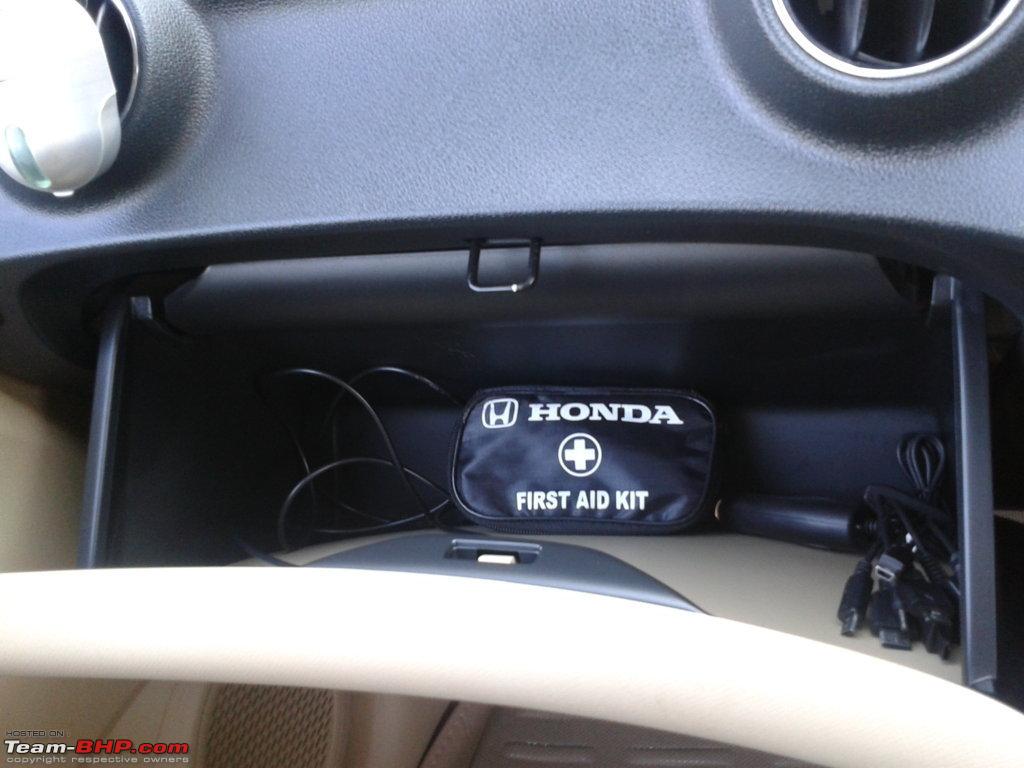 HONDA
FIRST AID KIT
HOSTED ON
Team-BHP.com
copyright respective owners